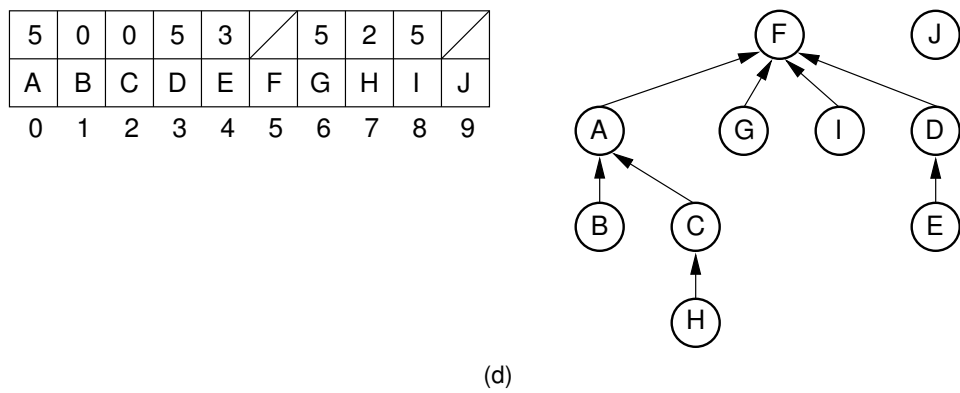 5 0 0 5 3 5 2 5
A B C D E F G H I J
0 1 2 3 4 5 6 7 8 9
F J
A G I D
B C E
H
(d)